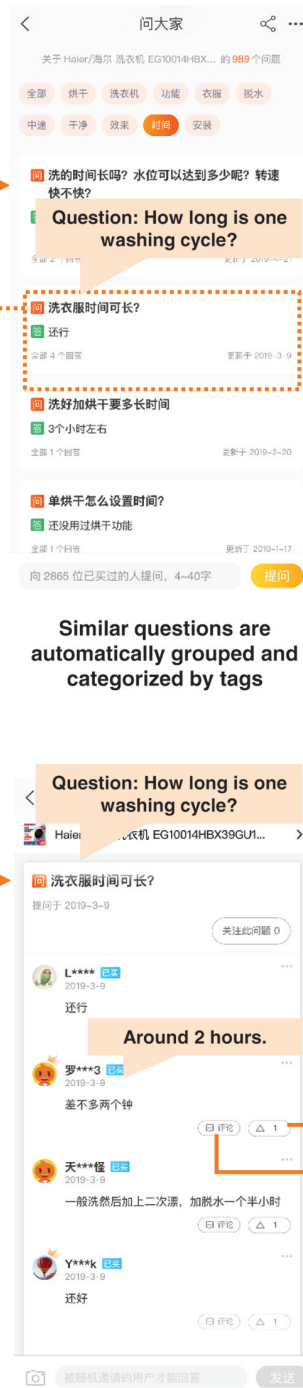 问大家
关于 Haier/海尔 洗衣机 EG10014HBX... 的 989 个问题
全部 烘干 洗衣机 功能 衣服 脱水
中途 干净 效果 时间 安装
问 洗的时间长吗？水位可以达到多少呢？转速
快不快？
Question: How long is one
washing cycle?
问 洗衣服时间可长？
答 还行
全部 4 个回答 更新于 2019-3-9
问 洗好加烘干要多长时间
答 3个小时左右
全部 1 个回答 更新于 2019-2-20
问 单烘干怎么设置时间？
答 还没用过烘干功能
全部 1 个回答 更新于 2019-1-17
向 2865 位已买过的人提问，4-40字 提问
Similar questions are
automatically grouped and
categorized by tags
Question: How long is one
washing cycle?
Haier 洗衣机 EG10014HBX39GU1...
问 洗衣服时间可长？
提问于 2019-3-9
关注此问题 0
L**** 已买
2019-3-9
还行
Around 2 hours.
罗***3 已买
2019-3-9
差不多两个钟
评论 1
天***怪 已买
2019-3-9
一般洗然后加上二次漂，加脱水一个半小时
评论 1
Y***k 已买
2019-3-9
还好
评论 1
被随机邀请的用户才能回答 发送